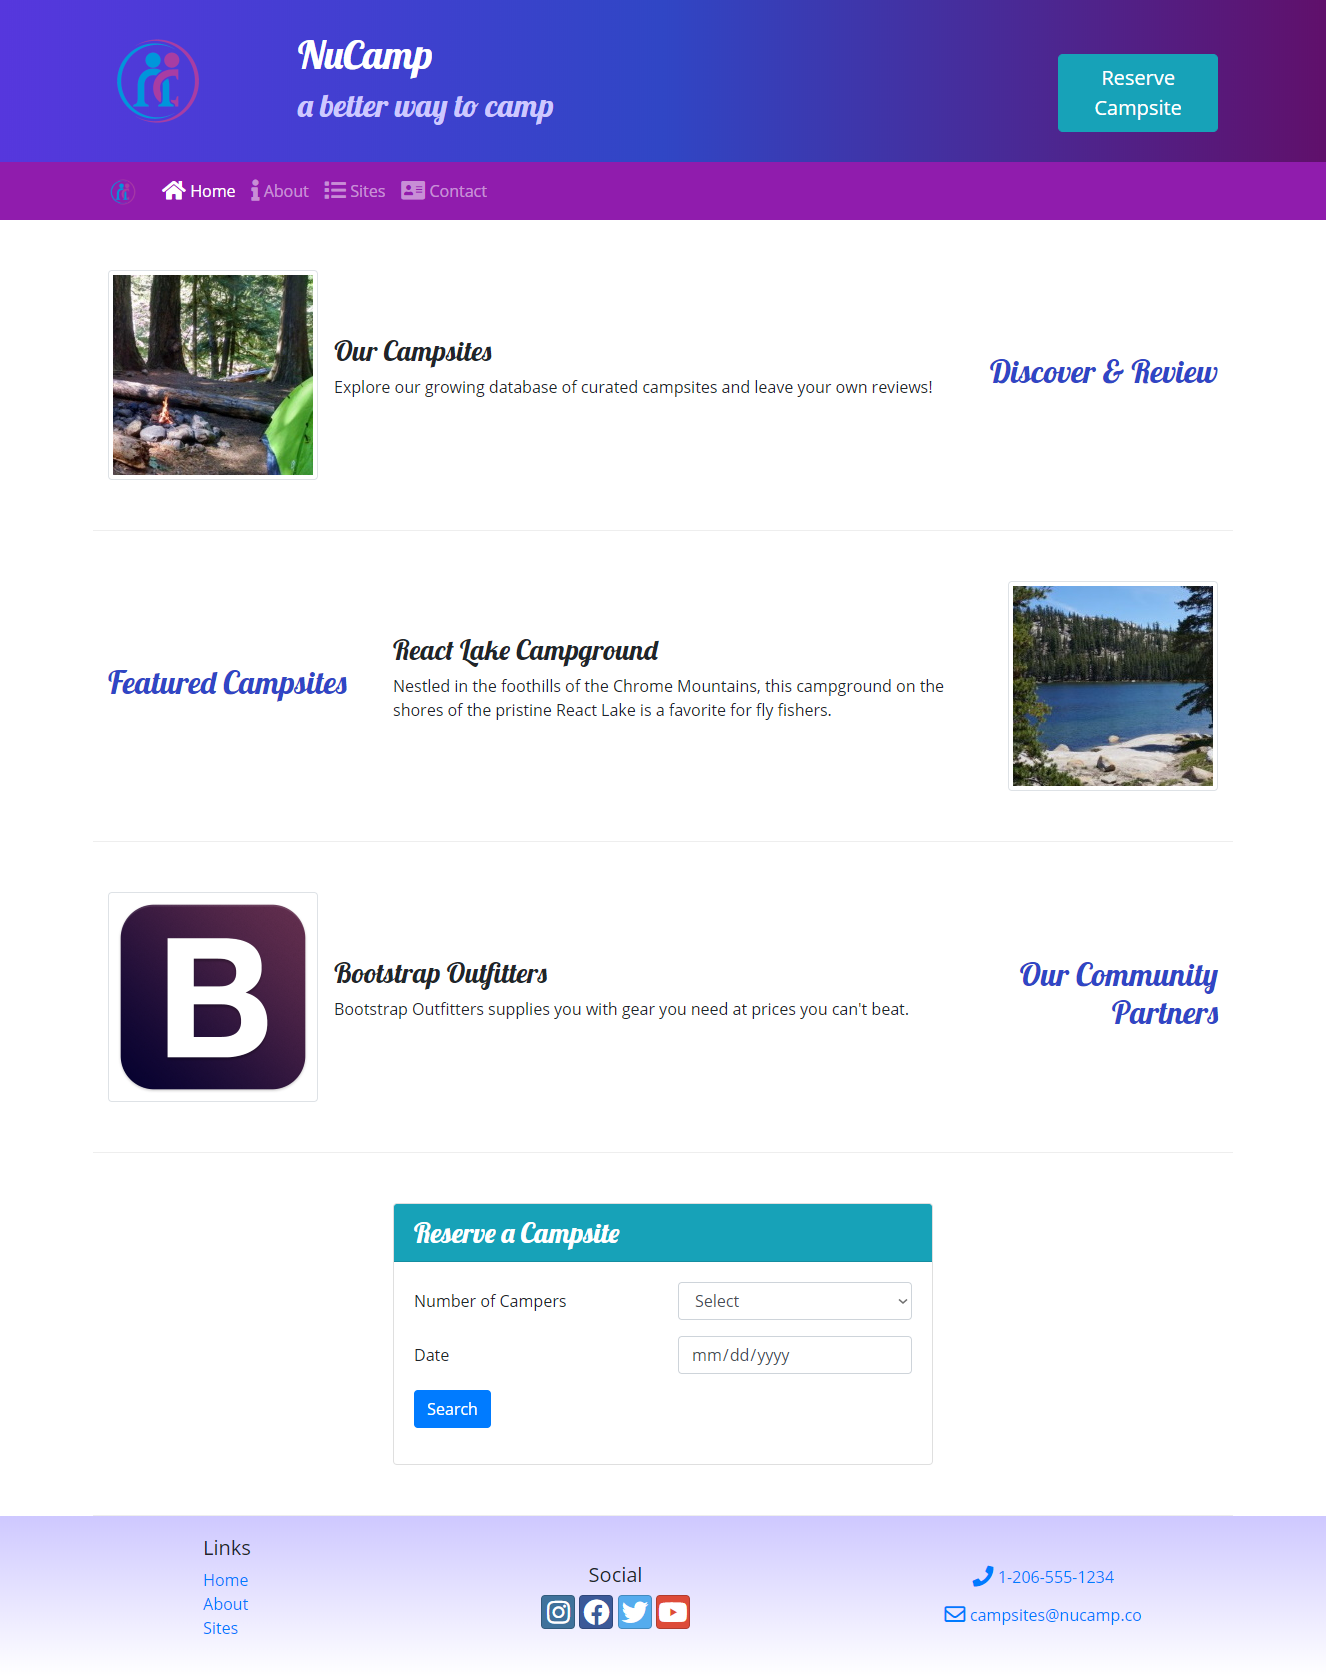 NuCamp
a better way to camp
Reserve
Campsite
Home About Sites Contact
Our Campsites
Explore our growing database of curated campsites and leave your own reviews!
Discover & Review
Featured Campsites
React Lake Campground
Nestled in the foothills of the Chrome Mountains, this campground on the
shores of the pristine React Lake is a favorite for fly fishers.
B
Bootstrap Outfitters
Bootstrap Outfitters supplies you with gear you need at prices you can't beat.
Our Community
Partners
Reserve a Campsite
Number of Campers
Select
Date
mm/dd/yyyy
Search
Links
Home
About
Sites
Social
1-206-555-1234
campsites@nucamp.co